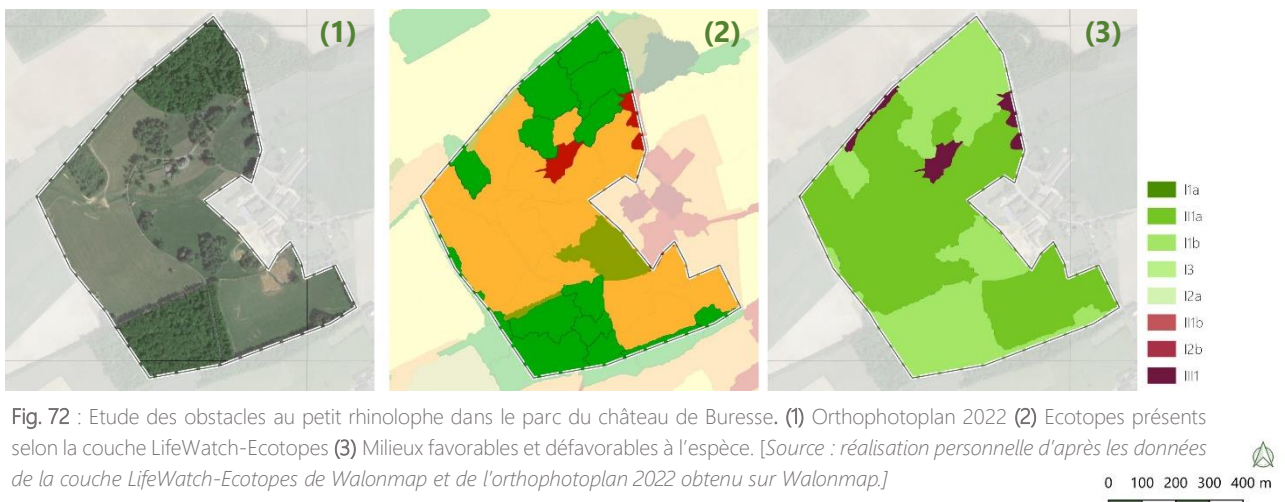 (1)
(2)
(3)
I1a
II1a
I1b
I3
I2a
II1b
I2b
III1
Fig. 72 : Etude des obstacles au petit rhinolophe dans le parc du château de Buresse. (1) Orthophotoplan 2022 (2) Ecotopes présents
selon la couche LifeWatch-Ecotopes (3) Milieux favorables et défavorables à l'espèce. [Source : réalisation personnelle d'après les données
de la couche LifeWatch-Ecotopes de Walonmap et de l'orthophotoplan 2022 obtenu sur Walonmap.]
0 100 200 300 400 m